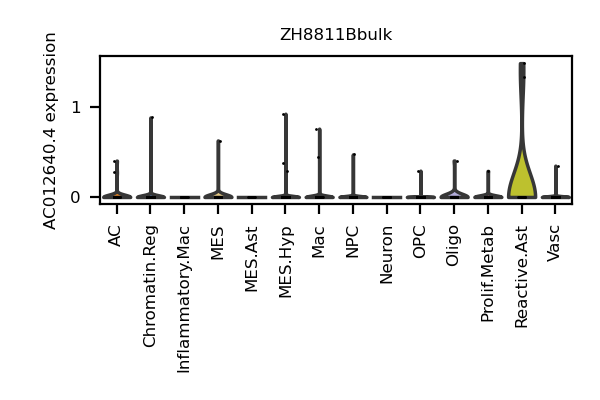 ZH8811Bbulk
AC012640.4 expression
1
0
AC
Chromatin.Reg
Inflammatory.Mac
MES
MES.Ast
MES.Hyp
Mac
NPC
Neuron
OPC
Oligo
Prolif.Metab
Reactive.Ast
Vasc